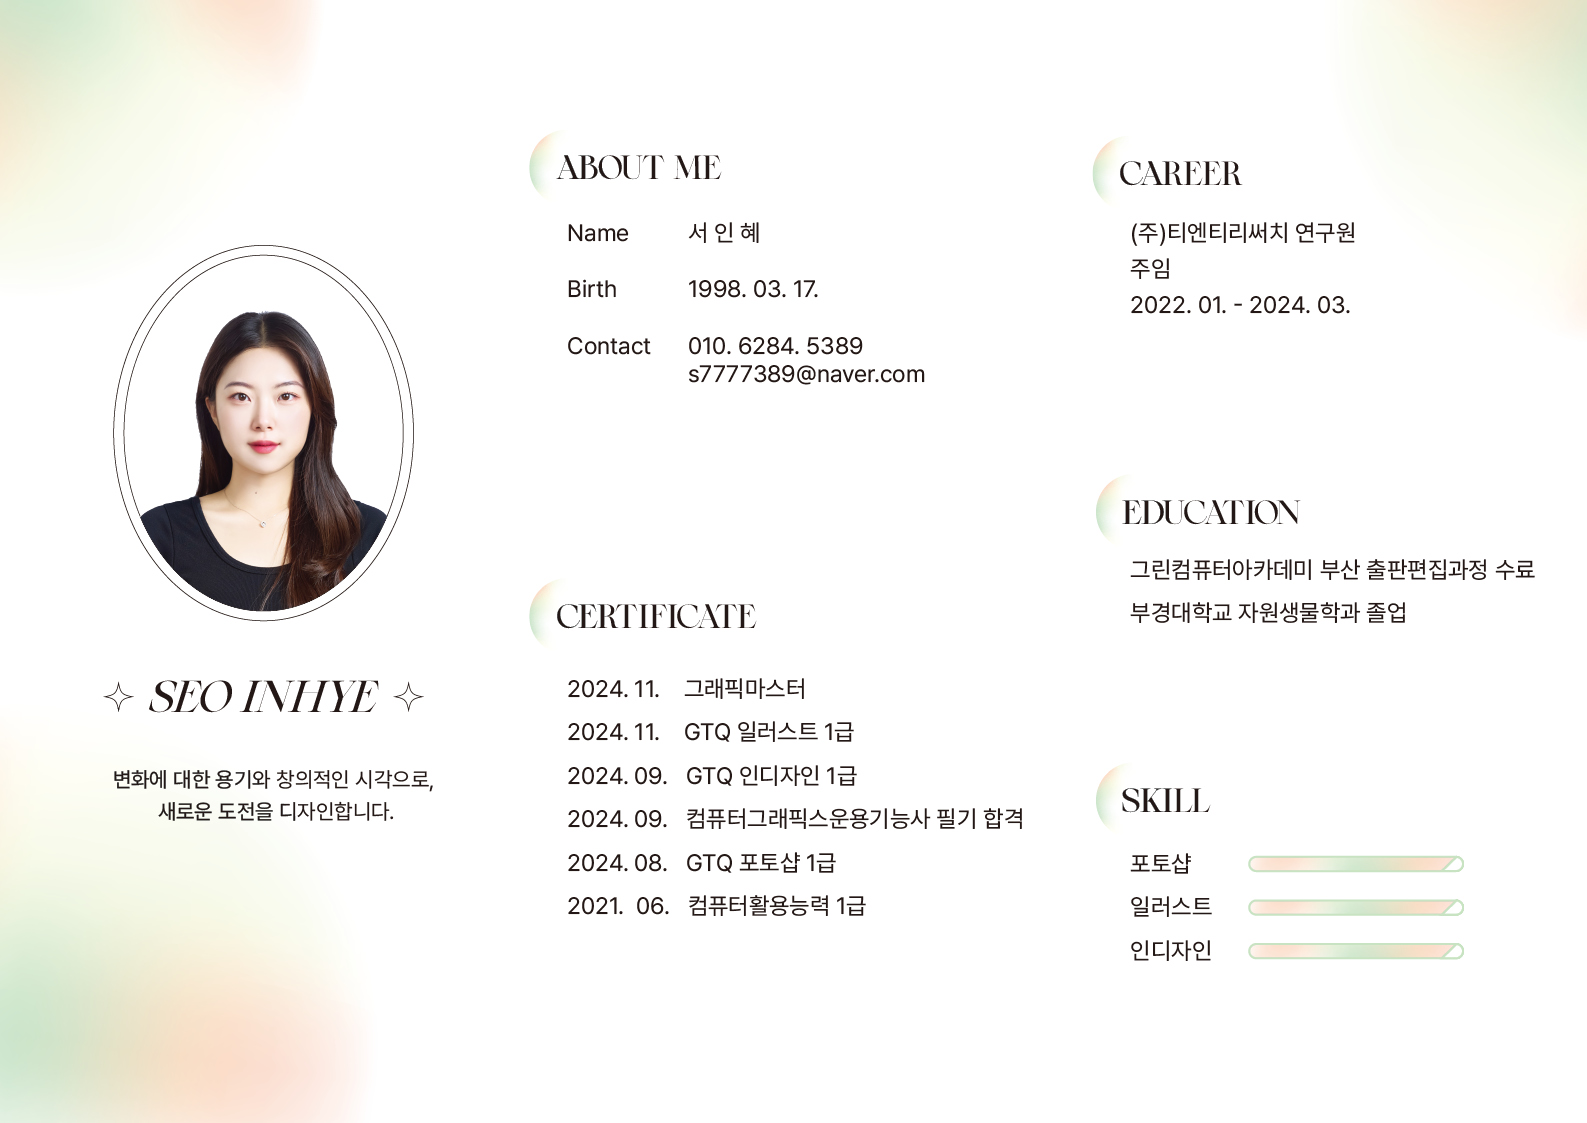 SEO INHYE
변화에 대한 용기와 창의적인 시각으로,
새로운 도전을 디자인합니다.
ABOUT ME
Name 서 인 혜
Birth 1998. 03. 17.
Contact 010. 6284. 5389
s7777389@naver.com
CERTIFICATE
2024. 11. 그래픽마스터
2024. 11. GTQ 일러스트 1급
2024. 09. GTQ 인디자인 1급
2024. 09. 컴퓨터그래픽스운용기능사 필기 합격
2024. 08. GTQ 포토샵 1급
2021. 06. 컴퓨터활용능력 1급
CAREER
(주)티엔티리써치 연구원
주임
2022. 01. - 2024. 03.
EDUCATION
그린컴퓨터아카데미 부산 출판편집과정 수료
부경대학교 자원생물학과 졸업
SKILL
포토샵
일러스트
인디자인